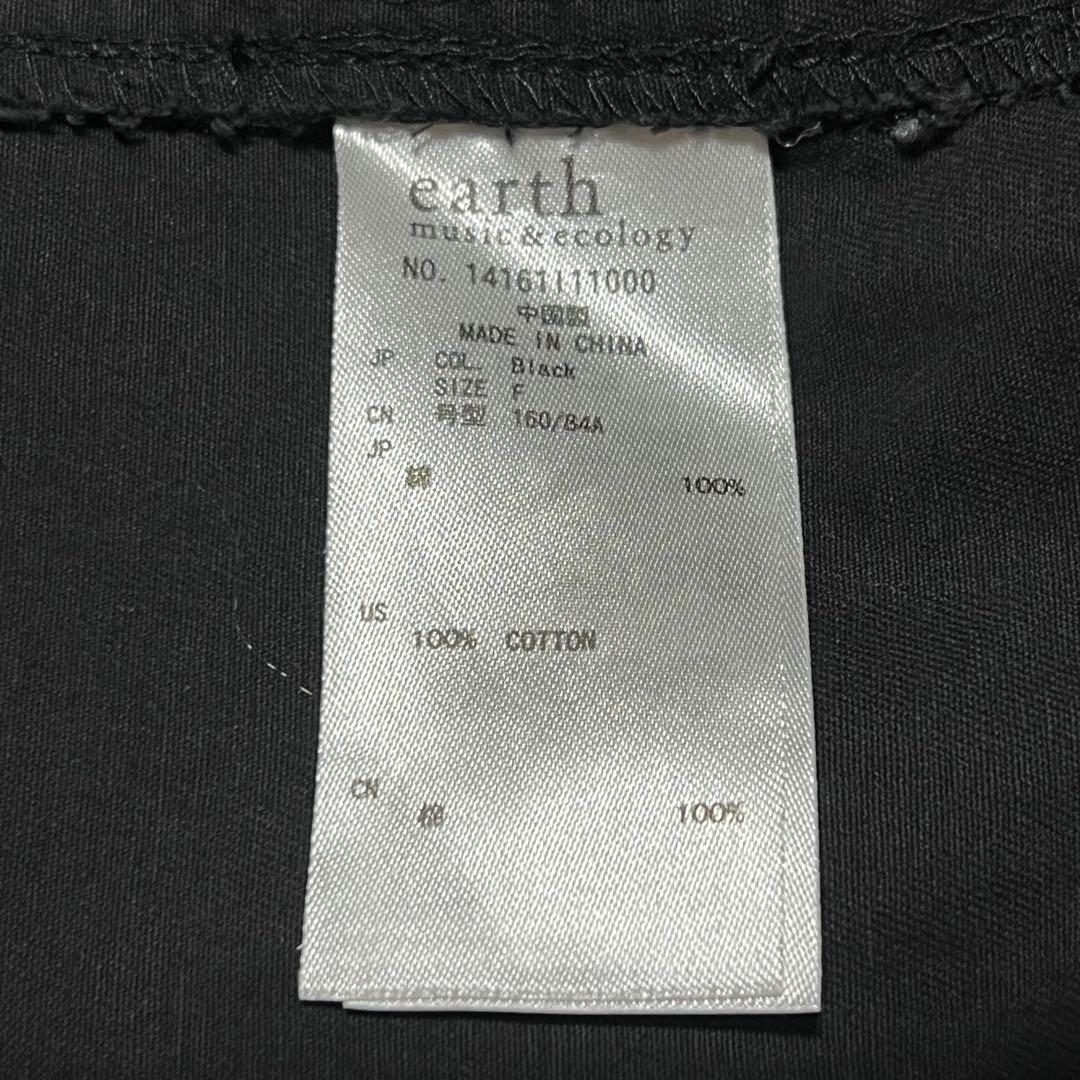 earth
music & ecology
NO. 14161111000
中国製
MADE IN CHINA
JP COL. Black
SIZE F
CN 号型 160/84A
JP
綿 100%
US
100% COTTON
CN
棉 100%